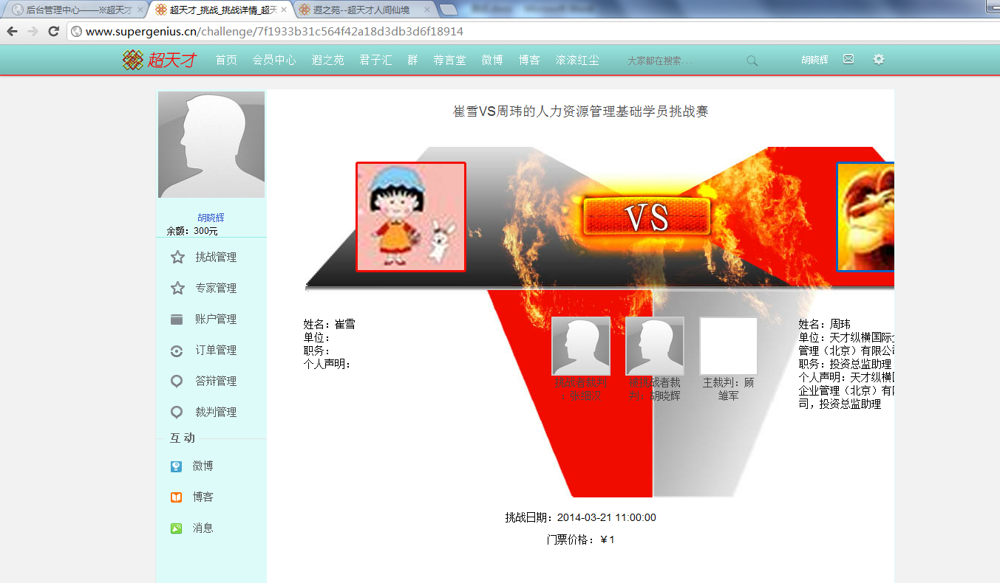 后台管理中心——※超天才
超天才_挑战_挑战详情_超天
遐之苑--超天才人间仙境
www.supergenius.cn/challenge/7f1933b31c564f42a18d3db3d6f18914
超天才 首页 会员中心 遐之苑 君子汇 群 荐言堂 微博 博客 滚滚红尘 大家都在搜索... 胡晓辉
崔雪VS周玮的人力资源管理基础学员挑战赛
VS
胡晓辉
余额：300元
挑战管理
专家管理
账户管理
订单管理
答辩管理
裁判管理
互 动
微博
博客
消息
姓名：崔雪
单位：
职务：
个人声明：
挑战者裁判
被挑战者裁
判：胡晓辉
主裁判：顾
雏军
姓名：周玮
单位：天才纵横国际
管理（北京）有限公司
职务：投资总监助理
个人声明：天才纵横
企业管理（北京）有
司，投资总监助理
挑战日期：2014-03-21 11:00:00
门票价格：￥1